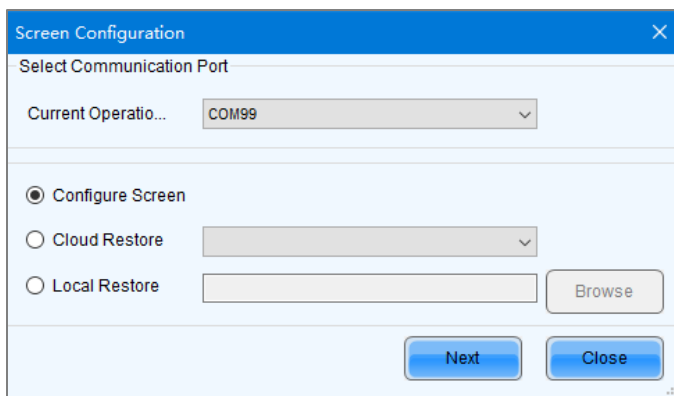 Screen Configuration
Select Communication Port
Current Operatio... COM99
Configure Screen
Cloud Restore
Local Restore Browse
Next Close